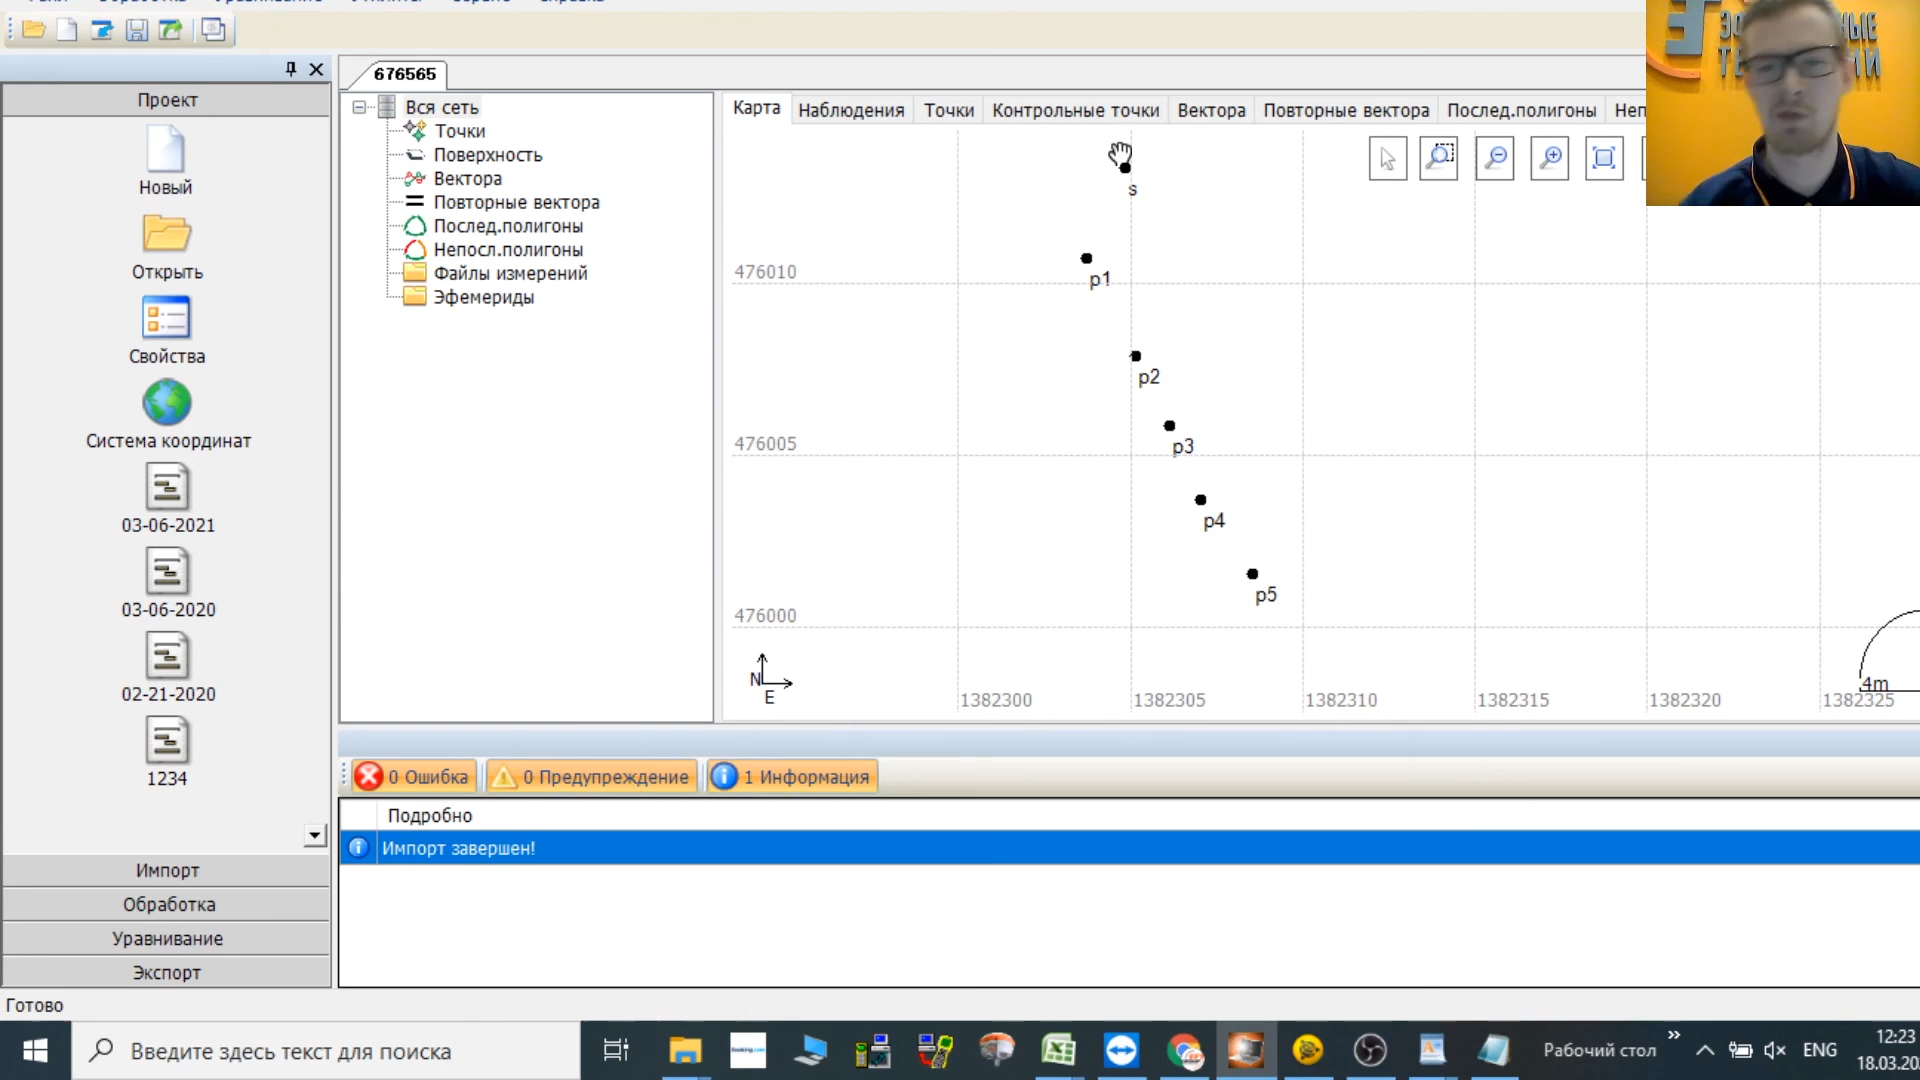 Проект
Новый
Открыть
Свойства
Система координат
03-06-2021
03-06-2020
02-21-2020
1234
Импорт
Обработка
Уравнивание
Экспорт
Готово
676565
Вся сеть
Точки
Поверхность
Вектора
Повторные вектора
Послед.полигоны
Непосл.полигоны
Файлы измерений
Эфемериды
Карта Наблюдения Точки Контрольные точки Вектора Повторные вектора Послед.полигоны
s
p1
476010
p2
p3
476005
p4
p5
476000
N
E
4m
1382300 1382305 1382310 1382315 1382320 1382325
0 Ошибка 0 Предупреждение 1 Информация
Подробно
Импорт завершен!
Введите здесь текст для поиска
Рабочий стол
ENG
12:23